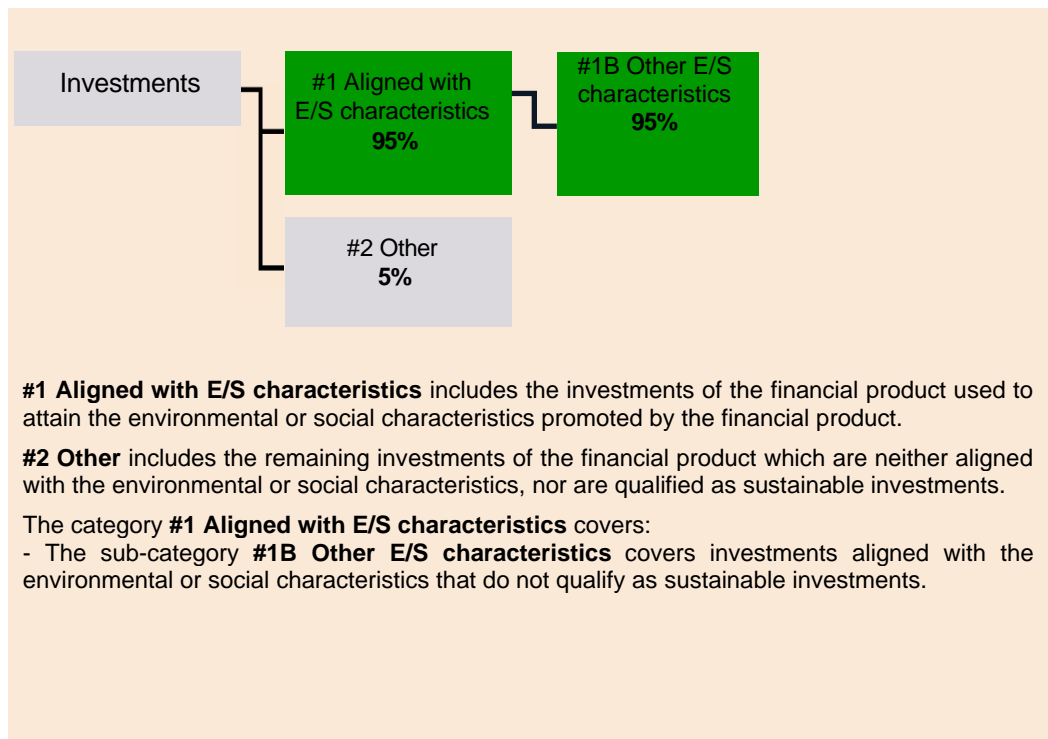 Investments
#1 Aligned with
E/S characteristics
95%
#1B Other E/S
characteristics
95%
#2 Other
5%
#1 Aligned with E/S characteristics includes the investments of the financial product used to
attain the environmental or social characteristics promoted by the financial product.
#2 Other includes the remaining investments of the financial product which are neither aligned
with the environmental or social characteristics, nor are qualified as sustainable investments.
The category #1 Aligned with E/S characteristics covers:
- The sub-category #1B Other E/S characteristics covers investments aligned with the
environmental or social characteristics that do not qualify as sustainable investments.